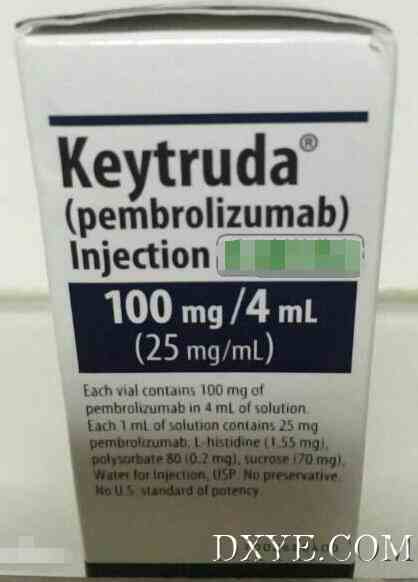 Keytruda®
(pembrolizumab)
Injection
100 mg/4 mL
(25 mg/mL)
Each vial contains 100 mg of
pembrolizumab in 4 mL of solution.
Each 1 mL of solution contains 25 mg
pembrolizumab, L-histidine (1.55 mg),
polysorbate 80 (0.2 mg), sucrose (70 mg),
Water for Injection, USP. No preservative.
No U.S. standard of potency.
DXYE.COM